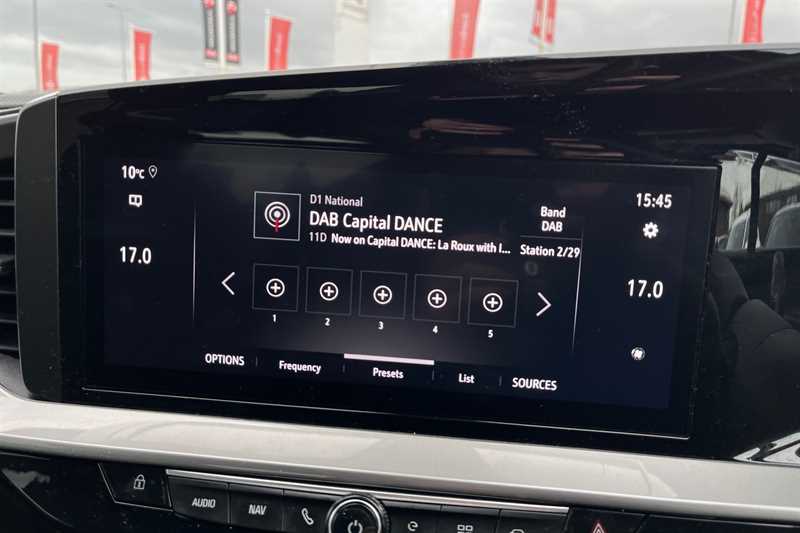 10°C
15:45
D1 National
DAB Capital DANCE
11D Now on Capital DANCE: La Roux with I...
Band
DAB
Station 2/29
17.0
17.0
1
2
3
4
5
OPTIONS
Frequency
Presets
List
SOURCES
AUDIO
NAV